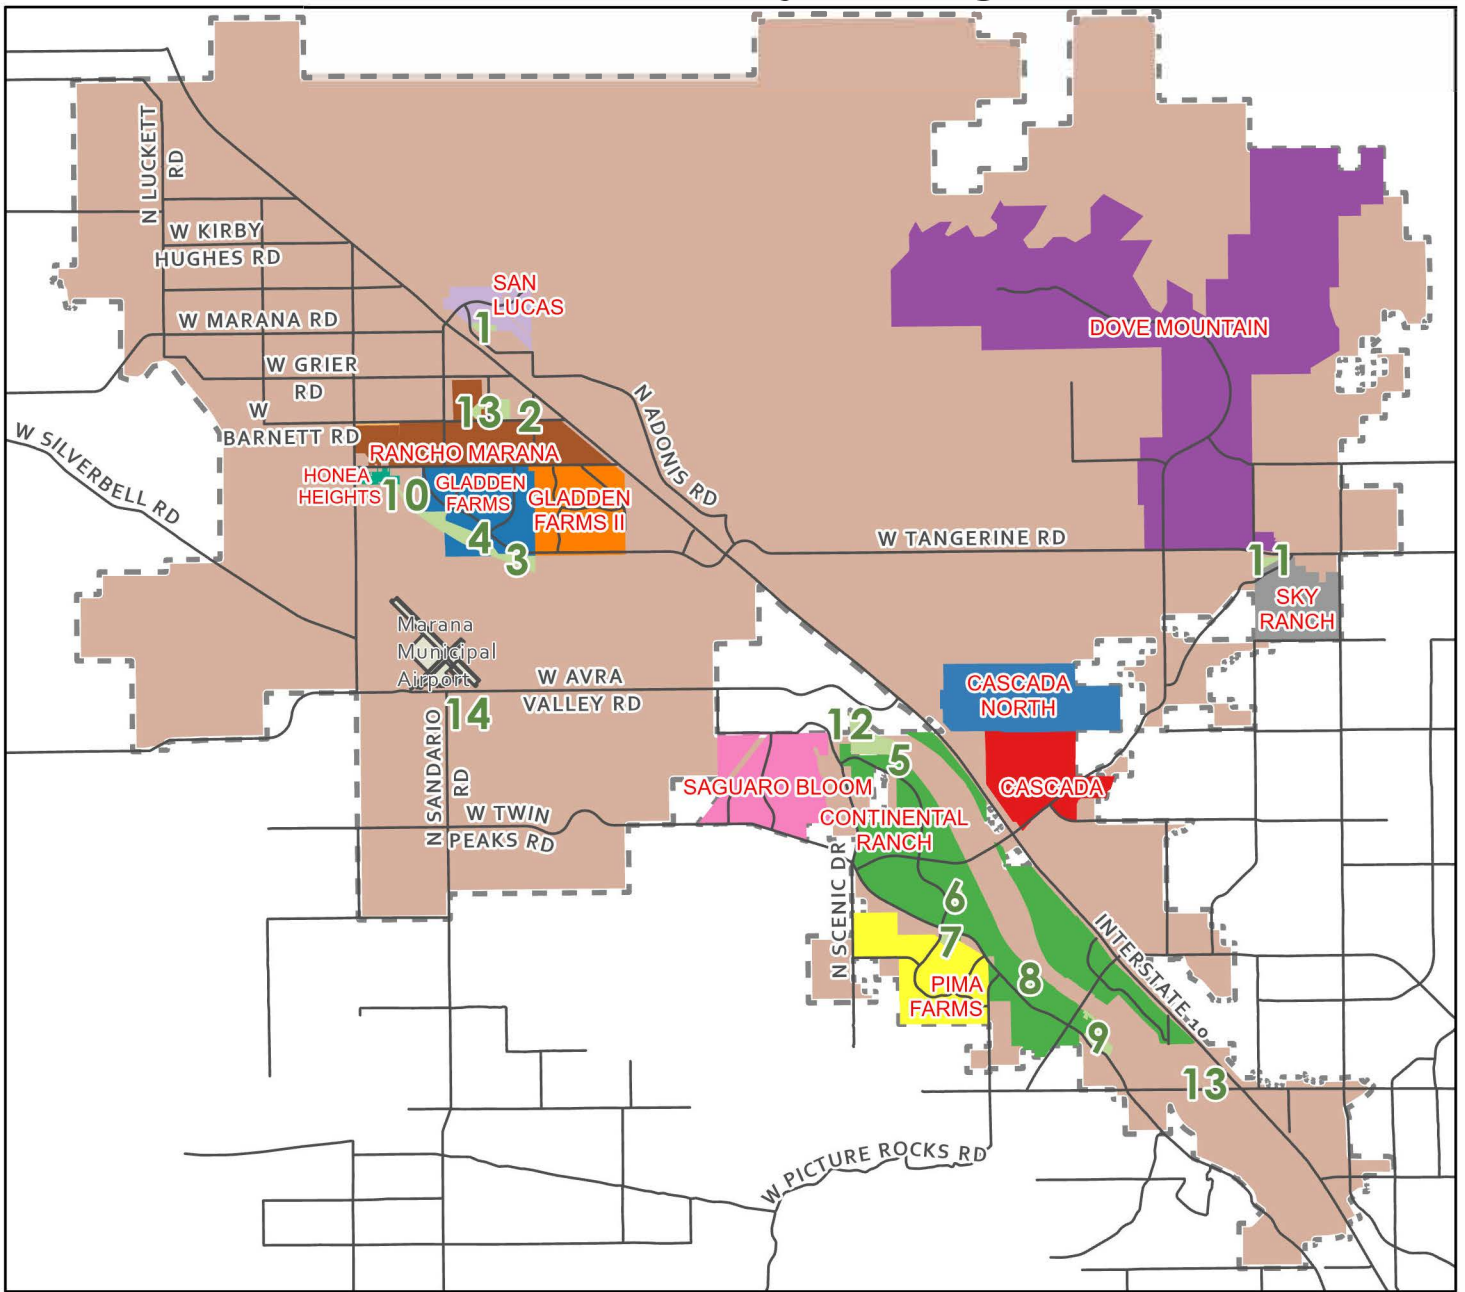 N LUCKETT
RD
W KIRBY
HUGHES RD
SAN
LUCAS
1
W MARANA RD
DOVE MOUNTAIN
W GRIER
RD
W
BARNETT RD
13
2
N ADONIS RD
W SILVERBELL RD
RANCHO MARANA
HONEA
HEIGHTS
10
GLADDEN
FARMS
GLADDEN
FARMS II
4
3
W TANGERINE RD
11
SKY
RANCH
Marana
Municipal
Airport
W AVRA
VALLEY RD
14
N SANDARIO
RD
CASCADA
NORTH
12
5
SAGUARO BLOOM
CASCADA
W TWIN
PEAKS RD
CONTINENTAL
RANCH
N SCENIC DR
6
7
8
PIMA
FARMS
INTERSTATE 10
9
13
W PICTURE ROCKS RD